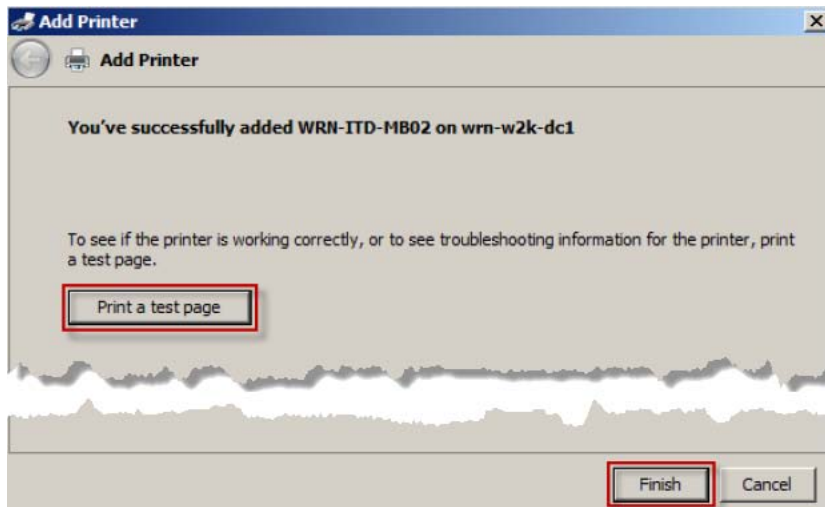 Add Printer
Add Printer
You've successfully added WRN-ITD-MB02 on wrn-w2k-dc1
To see if the printer is working correctly, or to see troubleshooting information for the printer, print
a test page.
Print a test page
Finish Cancel